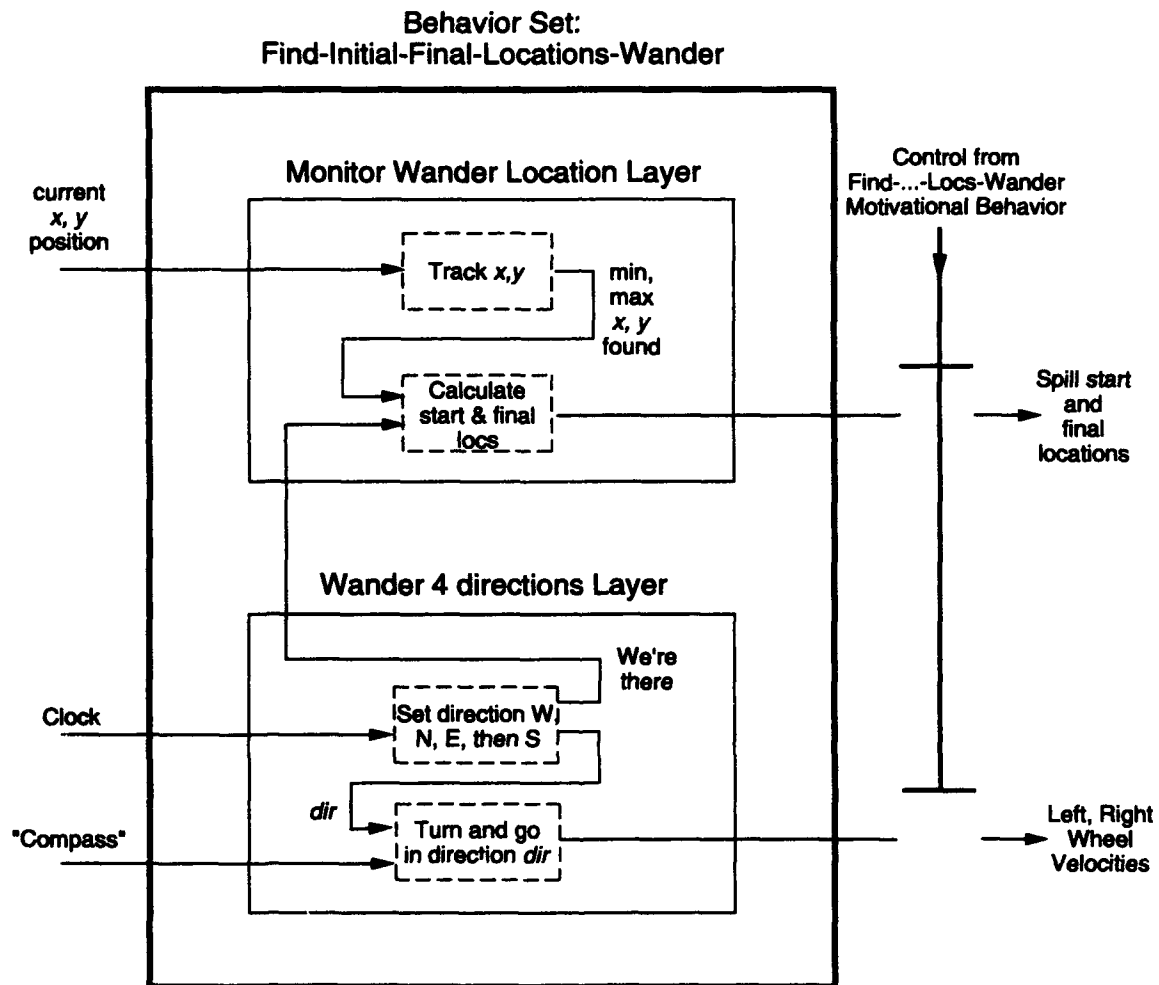 Behavior Set:
Find-Initial-Final-Locations-Wander
Monitor Wander Location Layer
current
x, y
position
Track x,y
min,
max
x, y
found
Calculate
start & final
locs
Control from
Find-...-Locs-Wander
Motivational Behavior
Spill start
and
final
locations
Wander 4 directions Layer
We're
there
Clock
Set direction W,
N, E, then S
dir
"Compass"
Turn and go
in direction dir
Left, Right
Wheel
Velocities